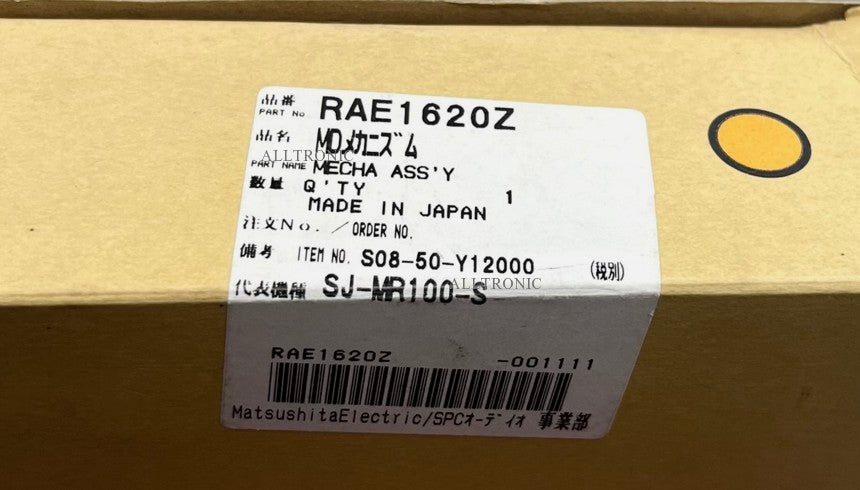 品番 PART No RAE1620Z
品名 MDメカニズム
ALLTRONIC
PART NAME MECHA ASS'Y
数量 Q'TY 1
MADE IN JAPAN
注文No. / ORDER NO.
備考 ITEM NO. S08-50-Y12000 (税別)
代表機種 SJ-MR100-S
ALLTRONIC
RAE1620Z -001111
MatsushitaElectric/SPCオーディオ 事業部